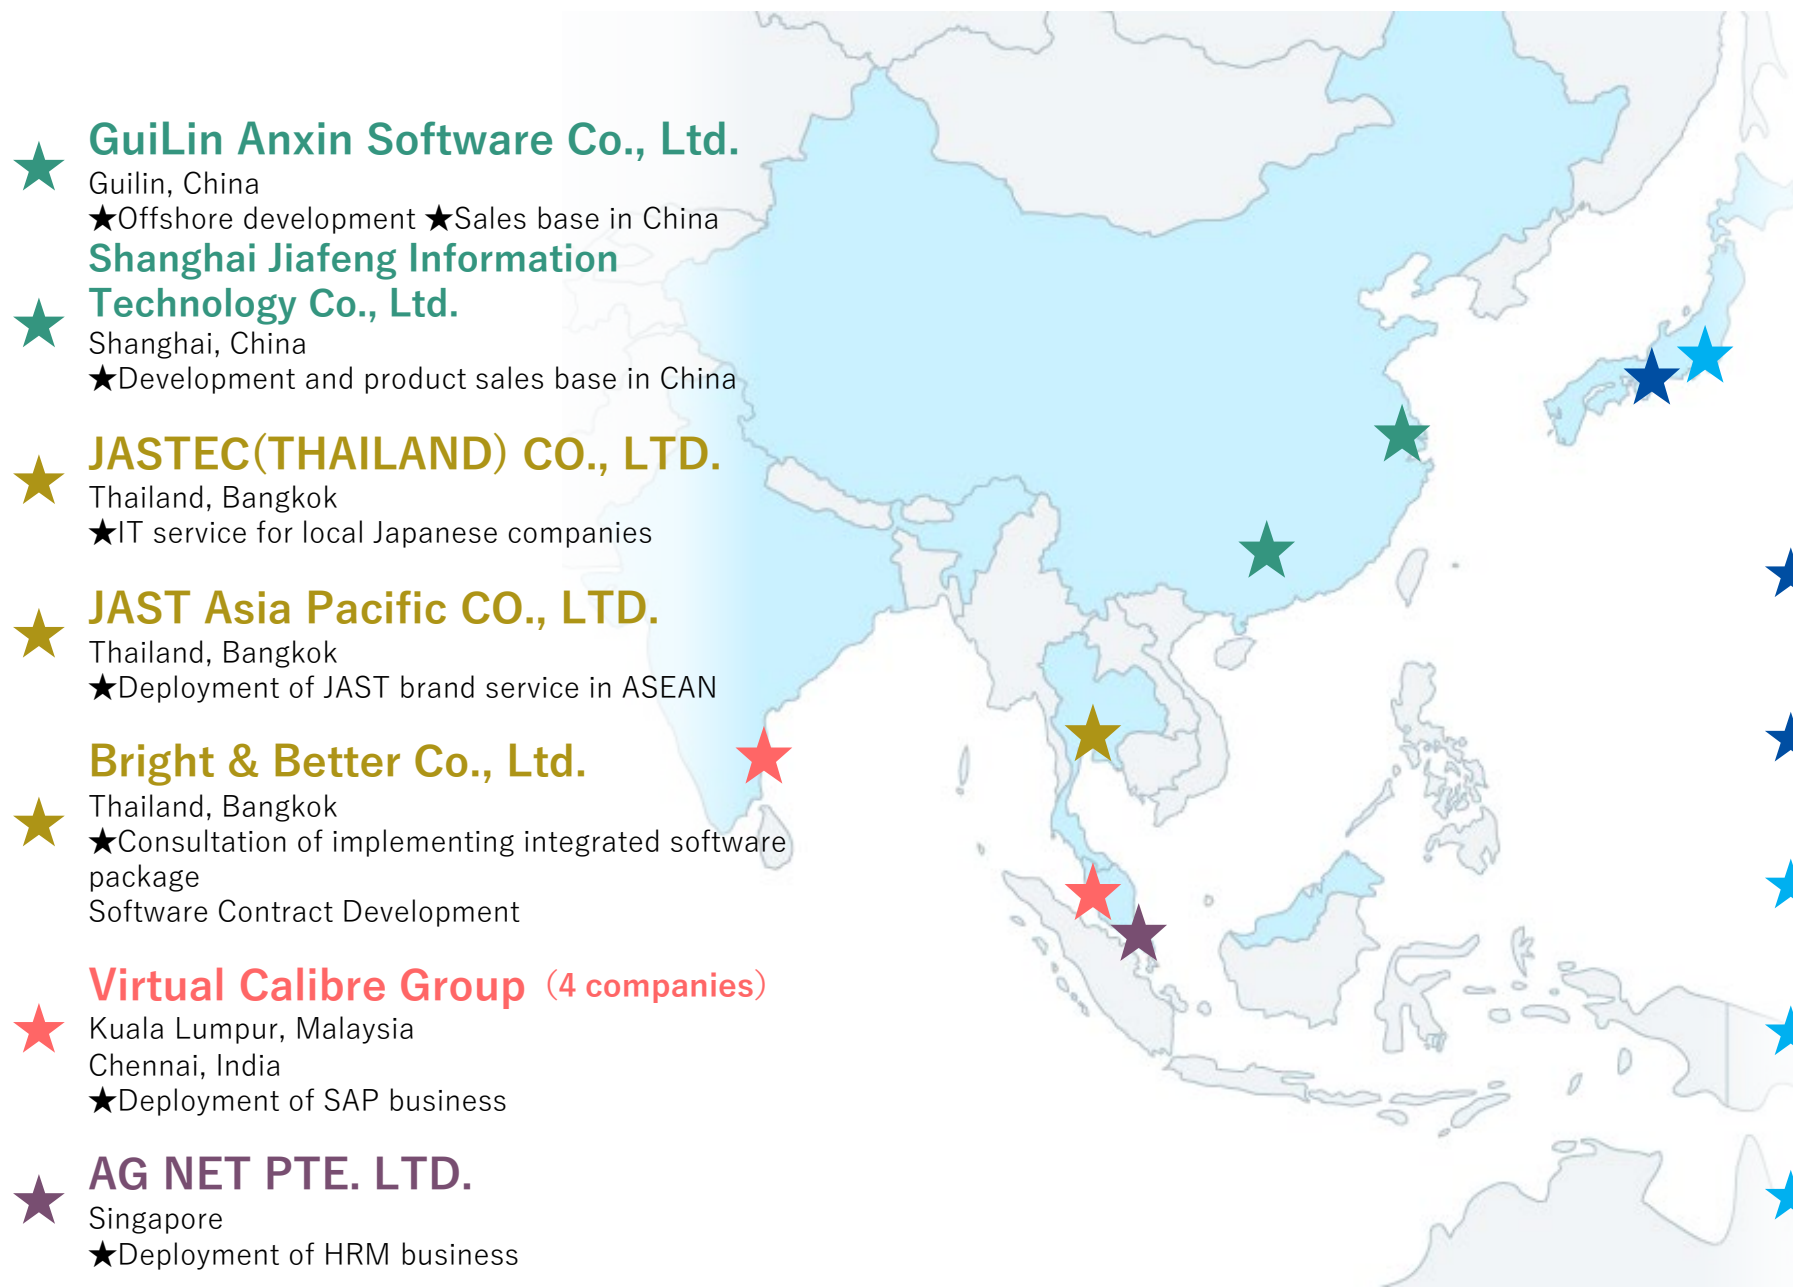 GuiLin Anxin Software Co., Ltd.
Guilin, China
★Offshore development ★Sales base in China
Shanghai Jiafeng Information
Technology Co., Ltd.
Shanghai, China
★Development and product sales base in China
JASTEC(THAILAND) CO., LTD.
Thailand, Bangkok
★IT service for local Japanese companies
JAST Asia Pacific CO., LTD.
Thailand, Bangkok
★Deployment of JAST brand service in ASEAN
Bright & Better Co., Ltd.
Thailand, Bangkok
★Consultation of implementing integrated software
package
Software Contract Development
Virtual Calibre Group（4 companies）
Kuala Lumpur, Malaysia
Chennai, India
★Deployment of SAP business
AG NET PTE. LTD.
Singapore
★Deployment of HRM business